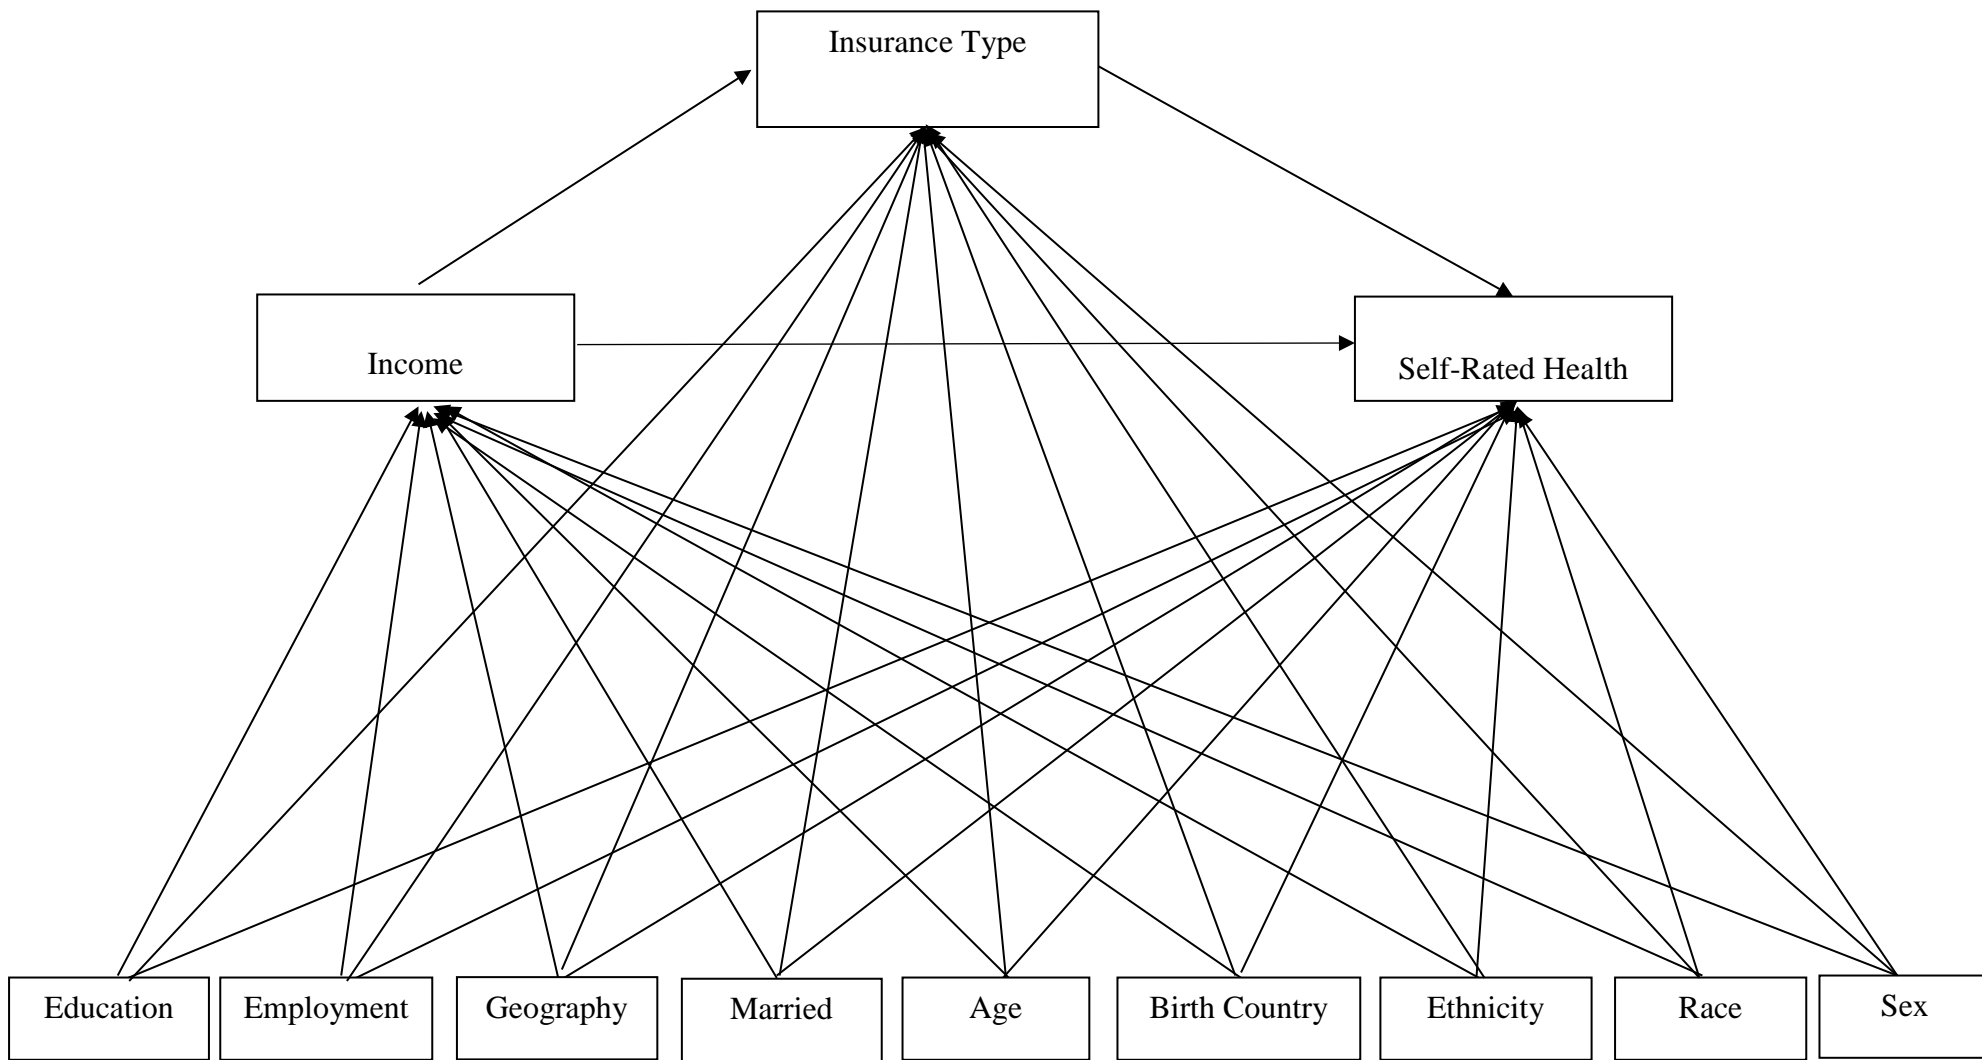 Insurance Type
Income
Self-Rated Health
Education
Employment
Geography
Married
Age
Birth Country
Ethnicity
Race
Sex